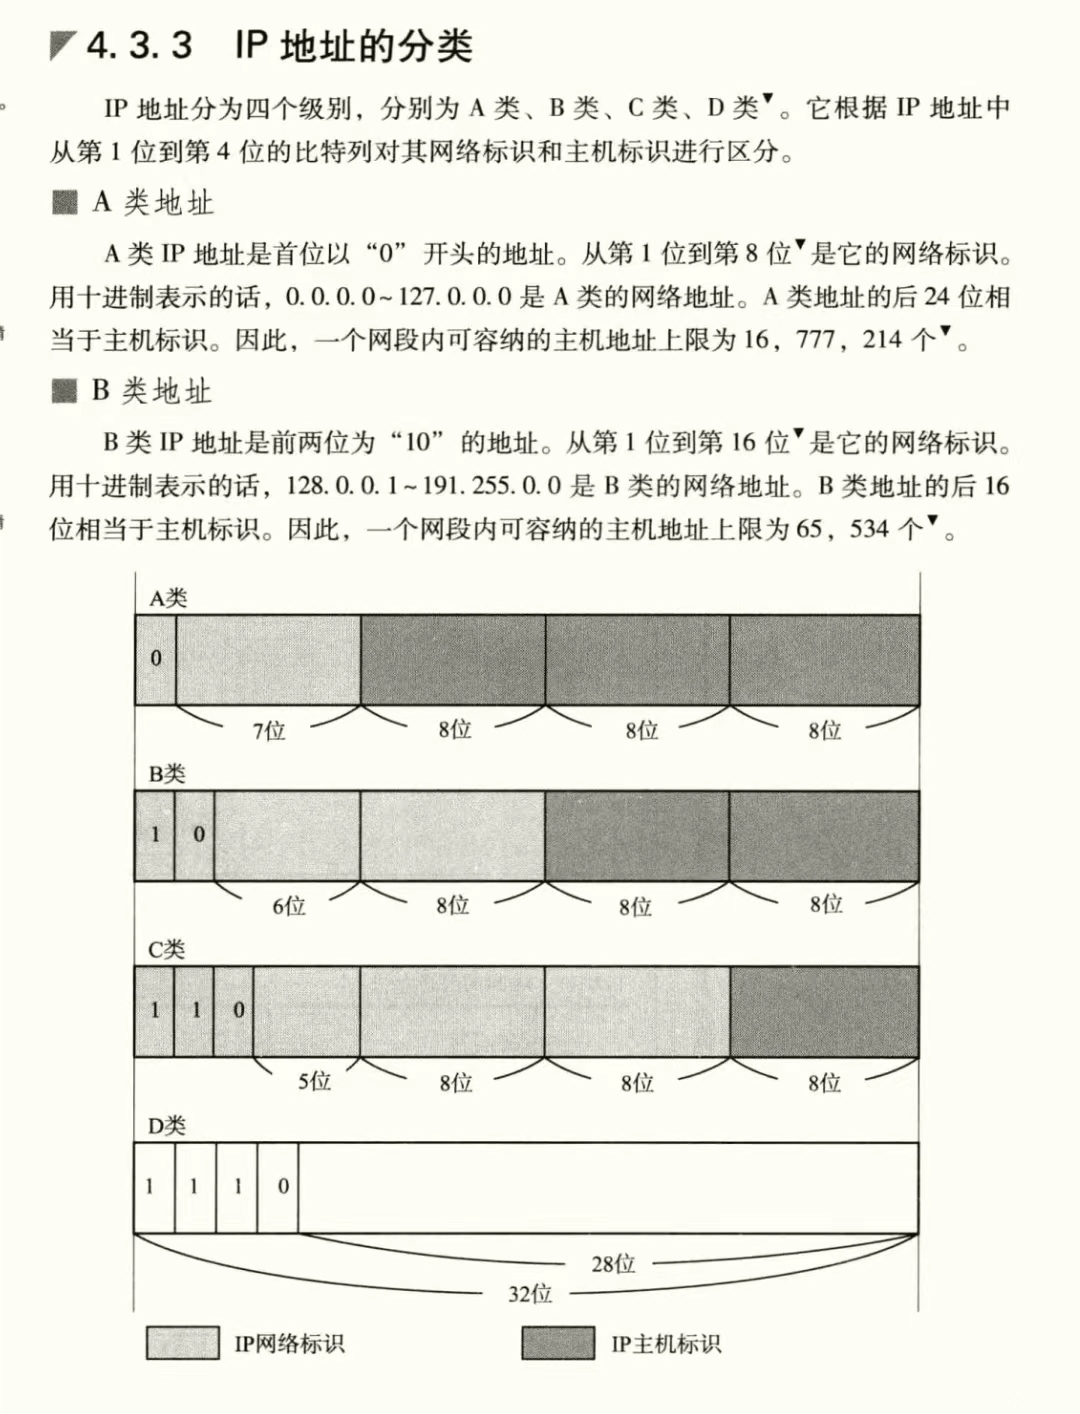 4.3.3 IP 地址的分类
IP 地址分为四个级别，分别为 A 类、B 类、C 类、D 类▼。它根据 IP 地址中
从第 1 位到第 4 位的比特列对其网络标识和主机标识进行区分。
A 类地址
A 类 IP 地址是首位以“0”开头的地址。从第 1 位到第 8 位▼是它的网络标识。
用十进制表示的话，0.0.0.0~127.0.0.0 是 A 类的网络地址。A 类地址的后 24 位相
当于主机标识。因此，一个网段内可容纳的主机地址上限为 16，777，214 个▼。
B 类地址
B 类 IP 地址是前两位为“10”的地址。从第 1 位到第 16 位▼是它的网络标识。
用十进制表示的话，128.0.0.1~191.255.0.0 是 B 类的网络地址。B 类地址的后 16
位相当于主机标识。因此，一个网段内可容纳的主机地址上限为 65，534 个▼。
A类
0
7位 8位 8位 8位
B类
1 0
6位 8位 8位 8位
C类
1 1 0
5位 8位 8位 8位
D类
1 1 1 0
28位
32位
IP网络标识 IP主机标识